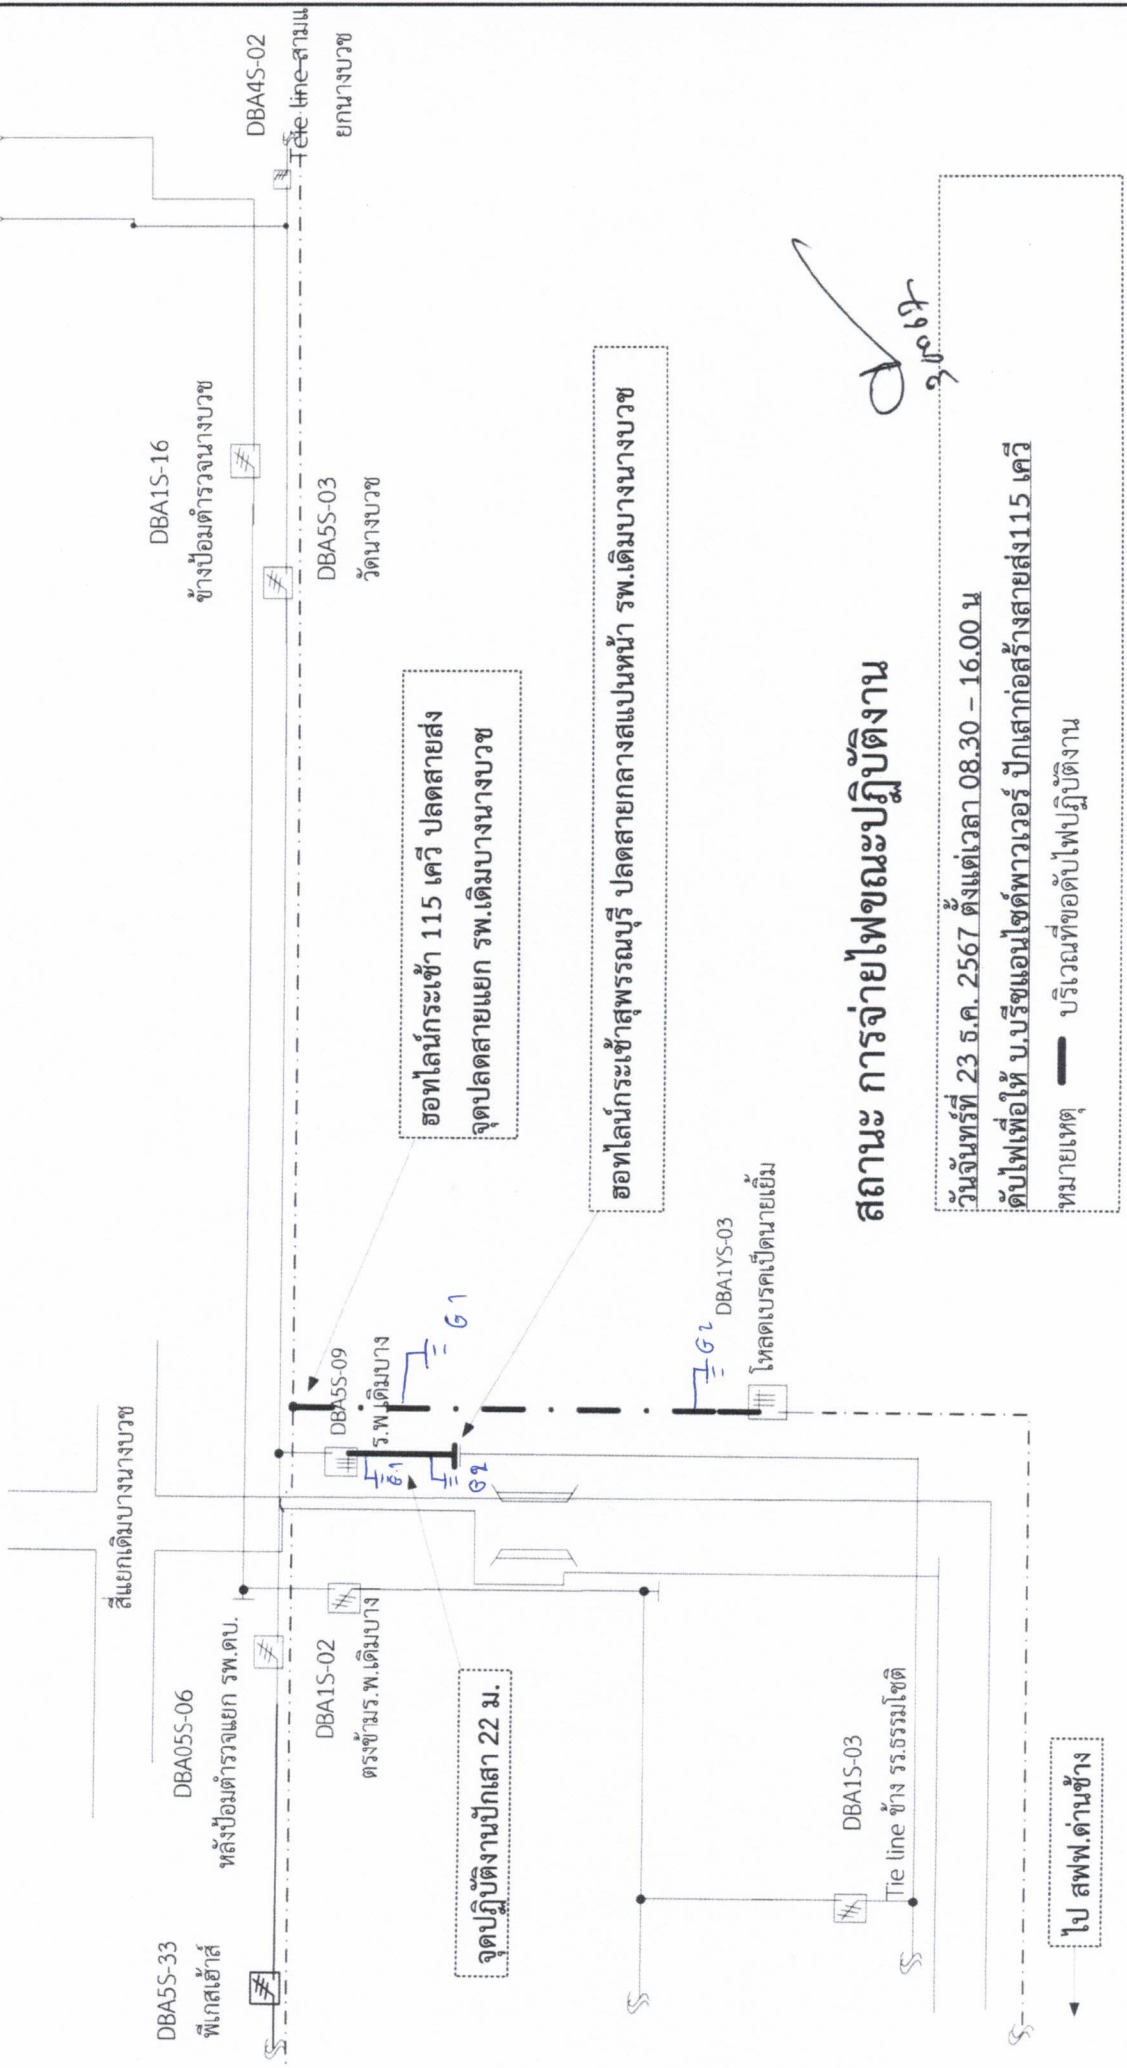 DBA5S-33
พีเกสเฮ้าส์
DBA05S-06
หลังป้อมตำรวจแยก รพ.ดบ.
สี่แยกเดิมบางนางบวช
DBA1S-16
ข้างป้อมตำรวจนางบวช
DBA4S-02
Tele line สามแ
ยกนางบวช
DBA5S-03
วัดนางบวช
DBA1S-02
ตรงข้ามร.พ.เดิมบาง
DBA5S-09
ร.พ.เดิมบาง
G1
G1
G2
G2
ฮอทไลน์กระเช้า 115 เควี ปลดสายส่ง
จุดปลดสายแยก รพ.เดิมบางนางบวช
จุดปฏิบัติงานปักเสา 22 ม.
ฮอทไลน์กระเช้าสุพรรณบุรี ปลดสายกลางสแปนหน้า รพ.เดิมบางนางบวช
DBA1YS-03
โหลดเบรคเป็ดนายเยิ้ม
DBA1S-03
Tie line ข้าง รร.ธรรมโชติ
สถานะ การจ่ายไฟขณะปฏิบัติงาน
วันจันทร์ที่ 23 ธ.ค. 2567 ตั้งแต่เวลา 08.30 – 16.00 น
ดับไฟเพื่อให้ บ.บรีซแอนไซด์พาวเวอร์ ปักเสาก่อสร้างสายส่ง115 เควี
หมายเหตุ บริเวณที่ขอดับไฟปฏิบัติงาน
ไป สฟฟ.ด่านช้าง